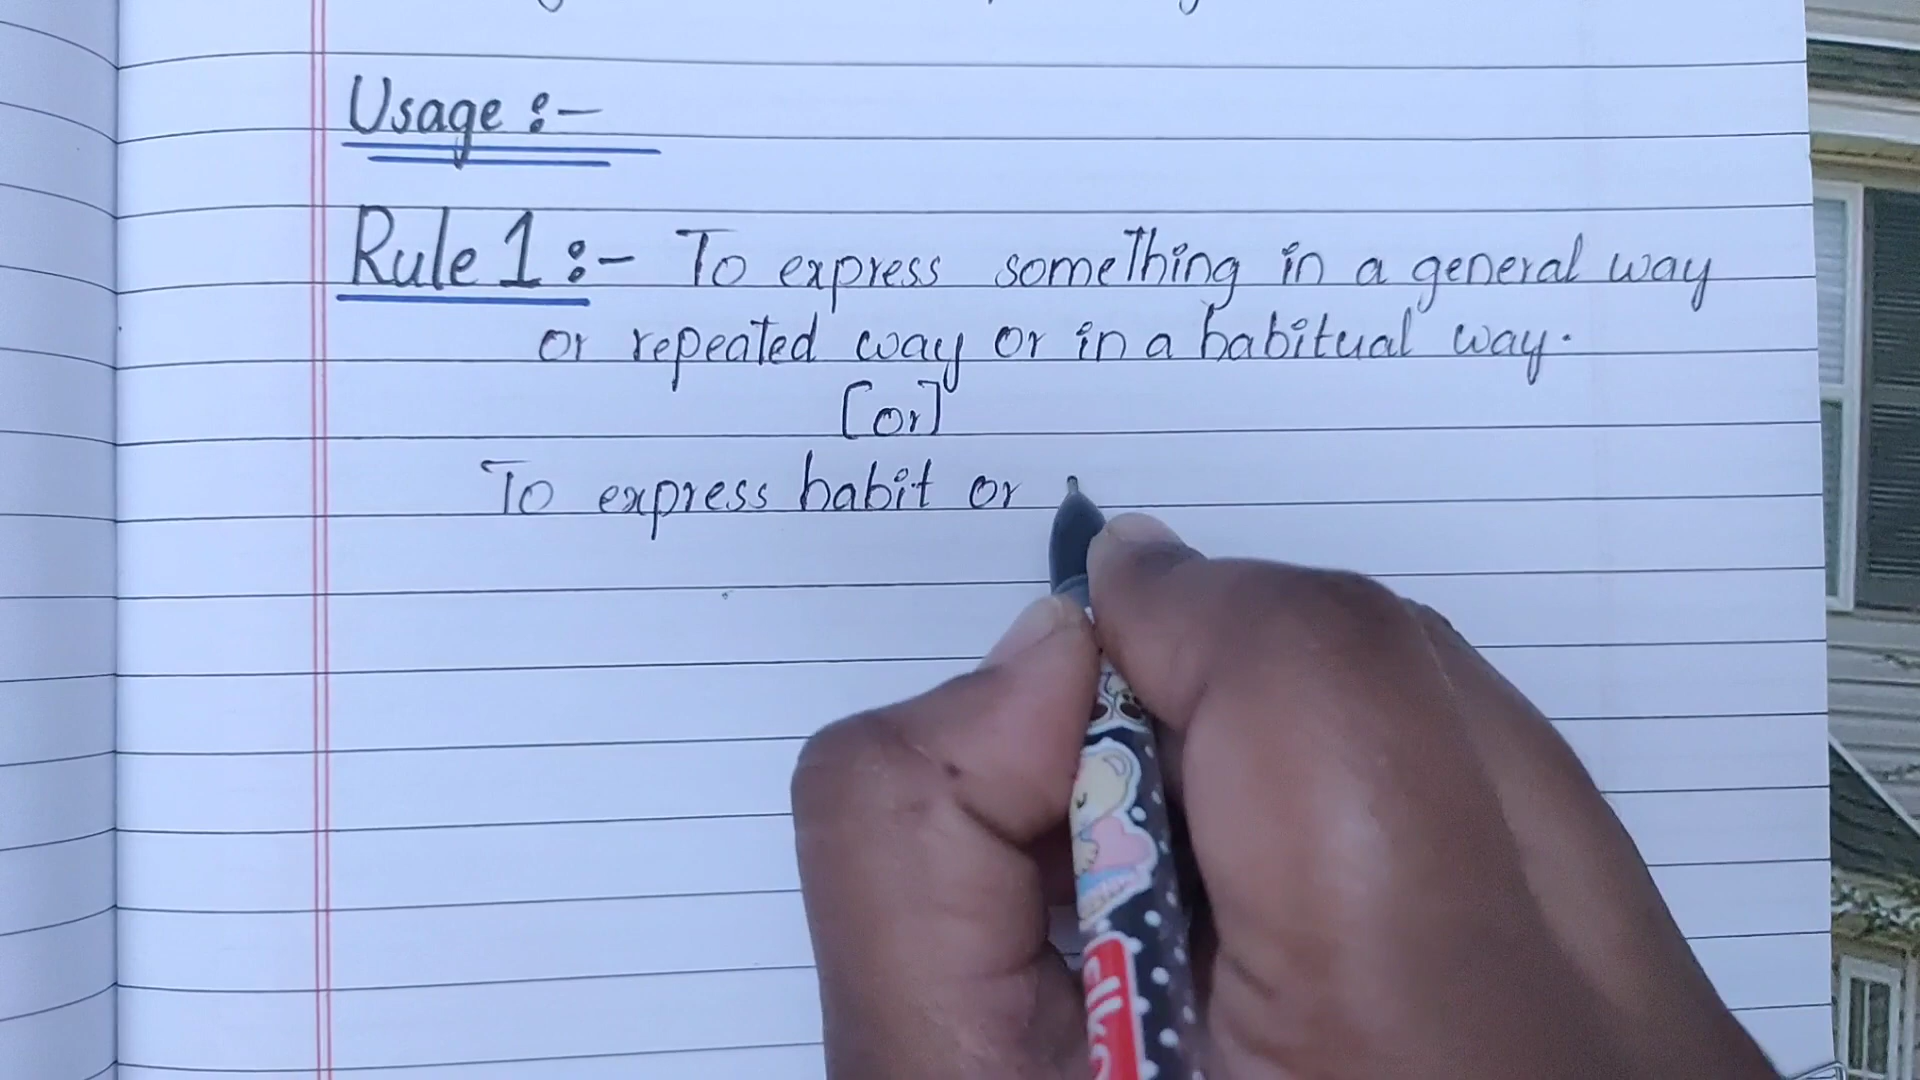 Usage :-
Rule 1 :- To express something in a general way
or repeated way or in a habitual way.
[or]
To express habit or
elkos